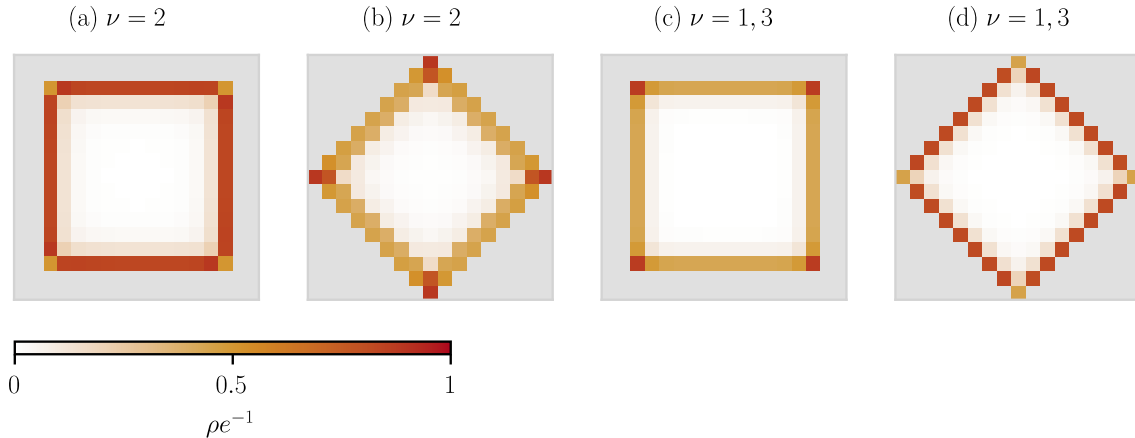 (a) ν = 2 (b) ν = 2 (c) ν = 1, 3 (d) ν = 1, 3
0 0.5 1
ρe⁻¹